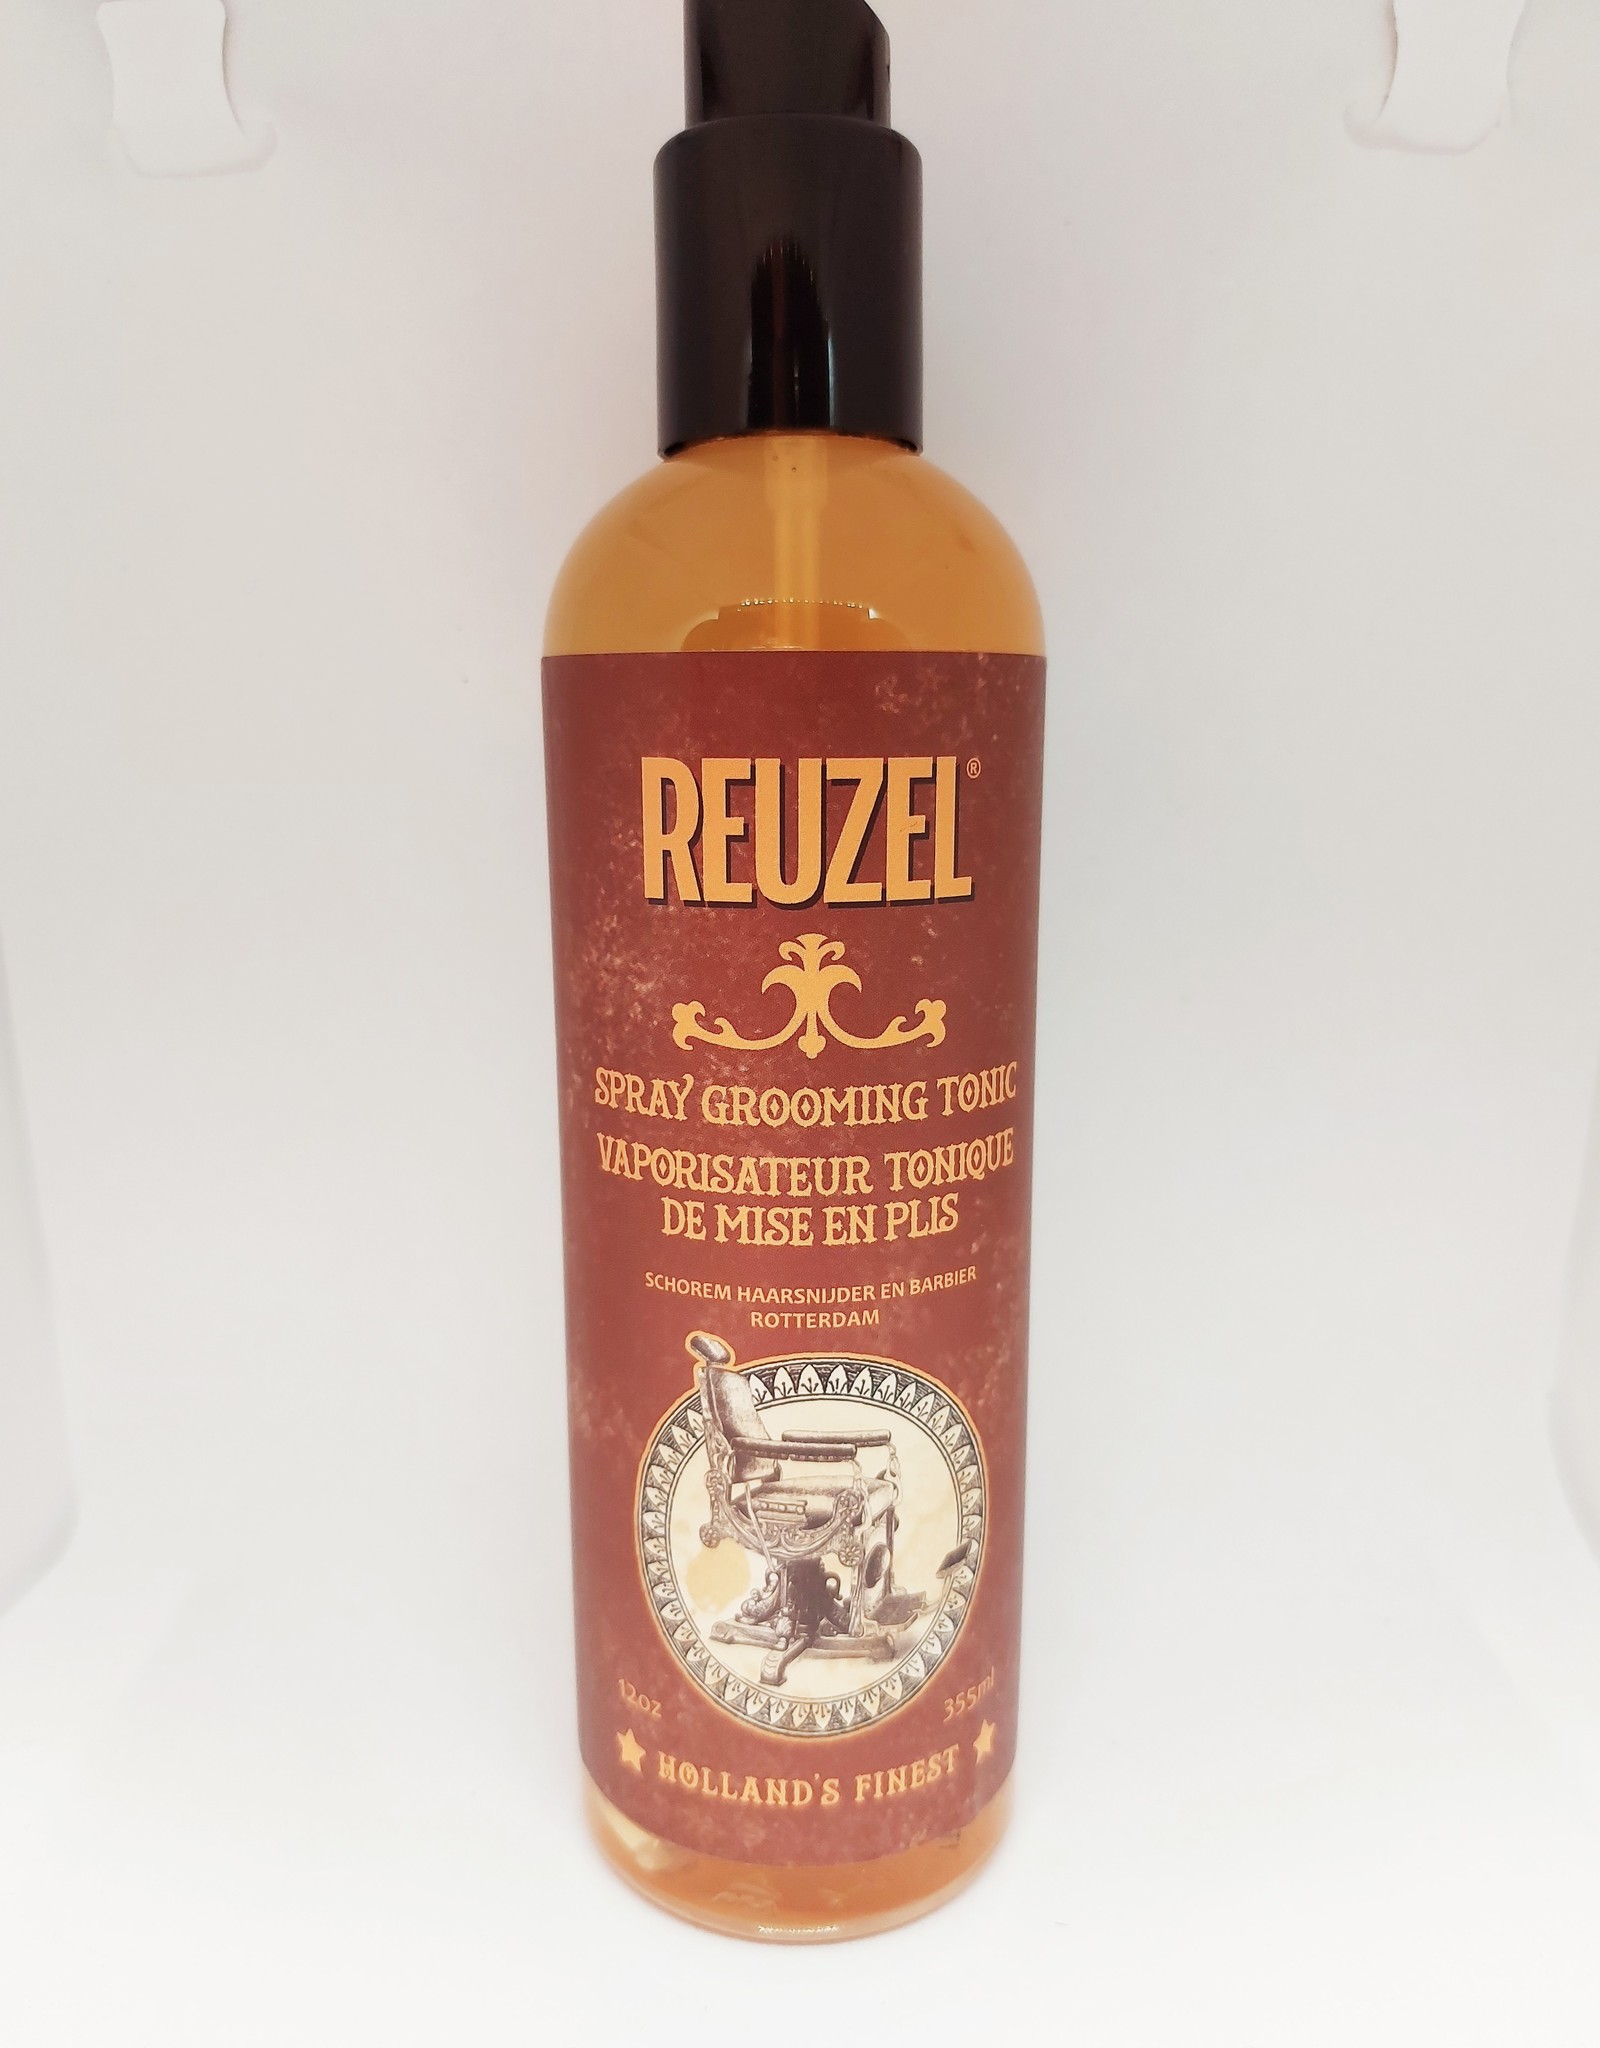 REUZEL®
SPRAY GROOMING TONIC
VAPORISATEUR TONIQUE
DE MISE EN PLIS
SCHOREM HAARSNIJDER EN BARBIER
ROTTERDAM
12oz 355ml
HOLLAND'S FINEST